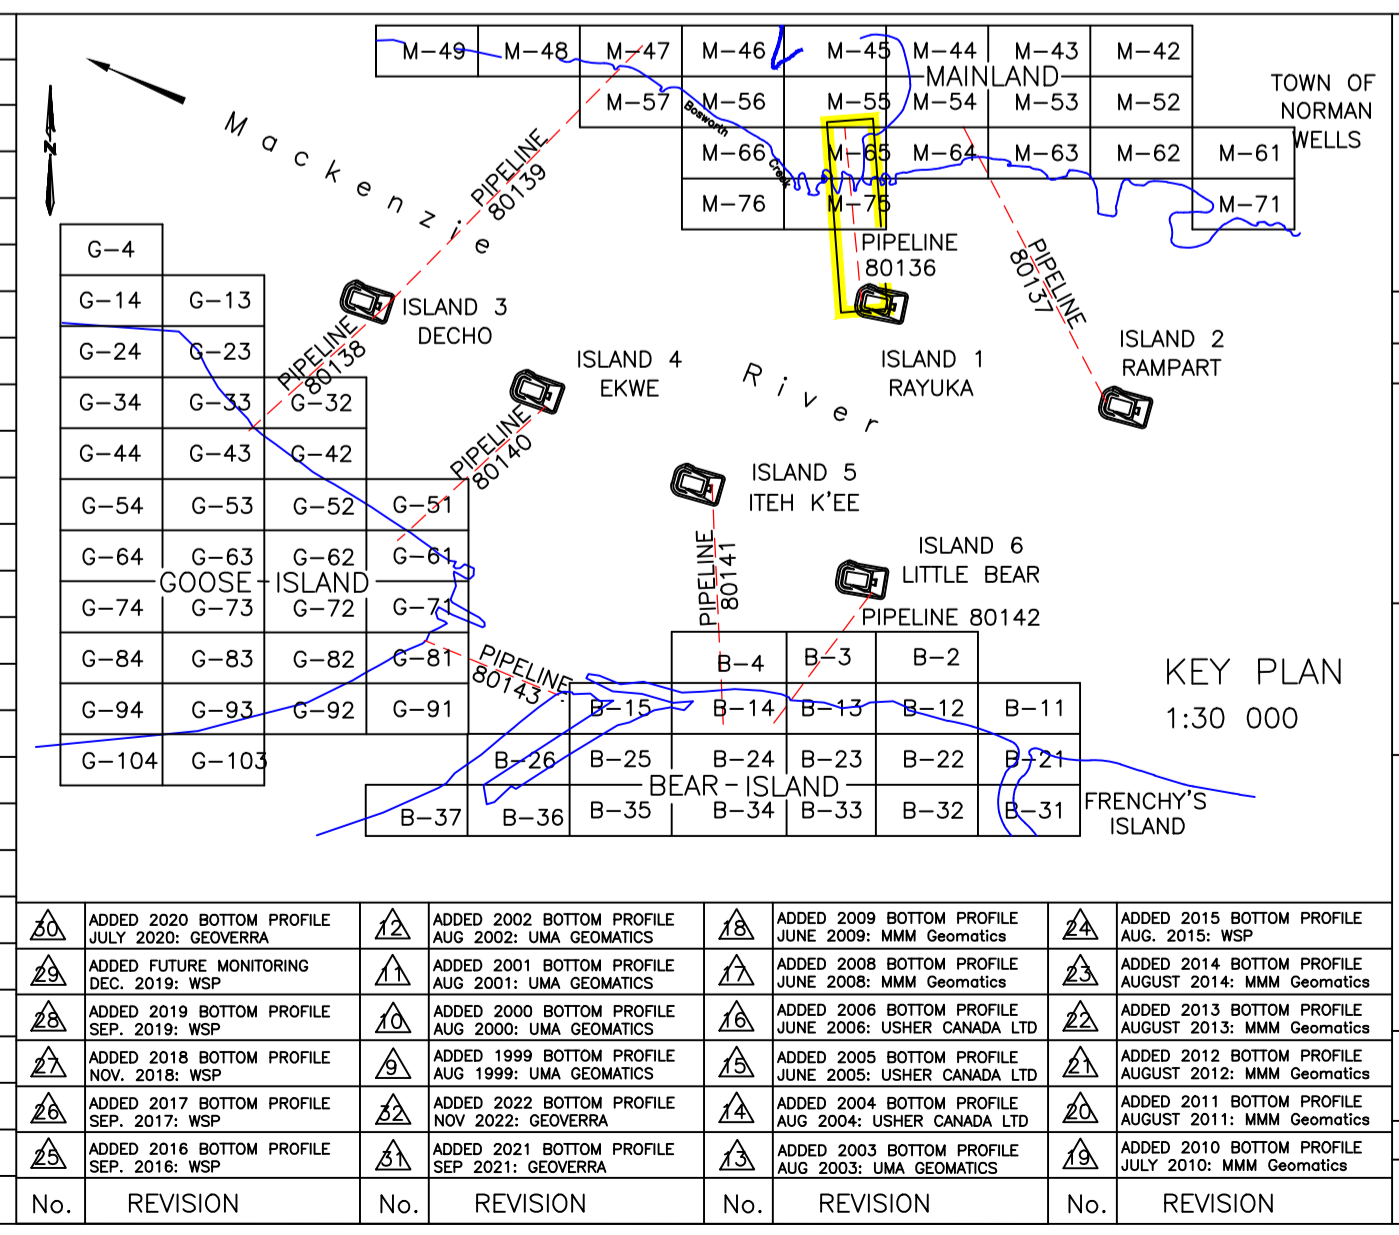 M-49 M-48 M-47 M-46 M-45 M-44 M-43 M-42
MAINLAND
M-57 M-56 M-55 M-54 M-53 M-52
TOWN OF
NORMAN
WELLS
Bosworth
Creek
M-66 M-65 M-64 M-63 M-62 M-61
M-76 M-75 M-71
N
Mackenzie
River
PIPELINE
80139
PIPELINE
80136
PIPELINE
80137
ISLAND 3
DECHO
PIPELINE
80138
ISLAND 4
EKWE
ISLAND 1
RAYUKA
ISLAND 2
RAMPART
PIPELINE
80140
ISLAND 5
ITEH K'EE
PIPELINE
80141
ISLAND 6
LITTLE BEAR
PIPELINE 80142
PIPELINE
80143
G-4
G-14 G-13
G-24 G-23
G-34 G-33 G-32
G-44 G-43 G-42
G-54 G-53 G-52 G-51
G-64 G-63 G-62 G-61
GOOSE-ISLAND
G-74 G-73 G-72 G-71
G-84 G-83 G-82 G-81
G-94 G-93 G-92 G-91
G-104 G-103
B-4 B-3 B-2
B-15 B-14 B-13 B-12 B-11
B-26 B-25 B-24 B-23 B-22 B-21
BEAR-ISLAND
B-37 B-36 B-35 B-34 B-33 B-32 B-31
FRENCHY'S
ISLAND
KEY PLAN
1:30 000
30 ADDED 2020 BOTTOM PROFILE
JULY 2020: GEOVERRA
29 ADDED FUTURE MONITORING
DEC. 2019: WSP
28 ADDED 2019 BOTTOM PROFILE
SEP. 2019: WSP
27 ADDED 2018 BOTTOM PROFILE
NOV. 2018: WSP
26 ADDED 2017 BOTTOM PROFILE
SEP. 2017: WSP
25 ADDED 2016 BOTTOM PROFILE
SEP. 2016: WSP
No. REVISION
12 ADDED 2002 BOTTOM PROFILE
AUG 2002: UMA GEOMATICS
11 ADDED 2001 BOTTOM PROFILE
AUG 2001: UMA GEOMATICS
10 ADDED 2000 BOTTOM PROFILE
AUG 2000: UMA GEOMATICS
9 ADDED 1999 BOTTOM PROFILE
AUG 1999: UMA GEOMATICS
32 ADDED 2022 BOTTOM PROFILE
NOV 2022: GEOVERRA
31 ADDED 2021 BOTTOM PROFILE
SEP 2021: GEOVERRA
No. REVISION
18 ADDED 2009 BOTTOM PROFILE
JUNE 2009: MMM Geomatics
17 ADDED 2008 BOTTOM PROFILE
JUNE 2008: MMM Geomatics
16 ADDED 2006 BOTTOM PROFILE
JUNE 2006: USHER CANADA LTD
15 ADDED 2005 BOTTOM PROFILE
JUNE 2005: USHER CANADA LTD
14 ADDED 2004 BOTTOM PROFILE
AUG 2004: USHER CANADA LTD
13 ADDED 2003 BOTTOM PROFILE
AUG 2003: UMA GEOMATICS
No. REVISION
24 ADDED 2015 BOTTOM PROFILE
AUG. 2015: WSP
23 ADDED 2014 BOTTOM PROFILE
AUGUST 2014: MMM Geomatics
22 ADDED 2013 BOTTOM PROFILE
AUGUST 2013: MMM Geomatics
21 ADDED 2012 BOTTOM PROFILE
AUGUST 2012: MMM Geomatics
20 ADDED 2011 BOTTOM PROFILE
AUGUST 2011: MMM Geomatics
19 ADDED 2010 BOTTOM PROFILE
JULY 2010: MMM Geomatics
No. REVISION